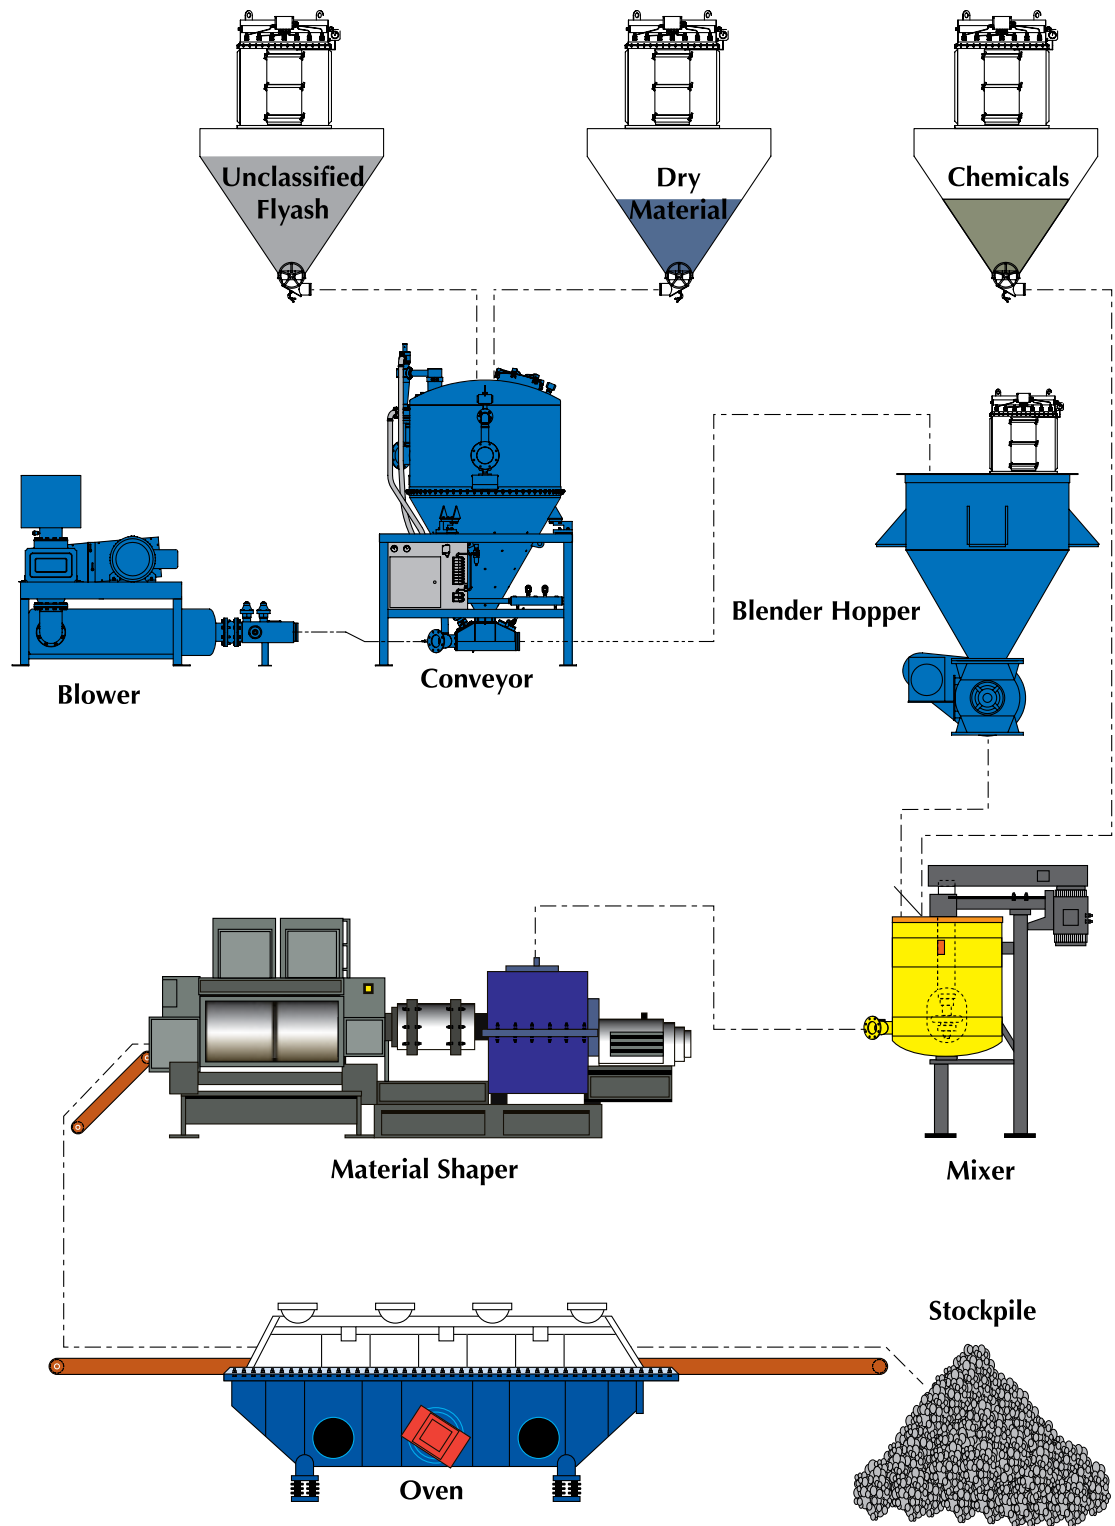 Unclassified
Flyash
Dry
Material
Chemicals
Blender Hopper
Blower
Conveyor
Material Shaper
Mixer
Stockpile
Oven